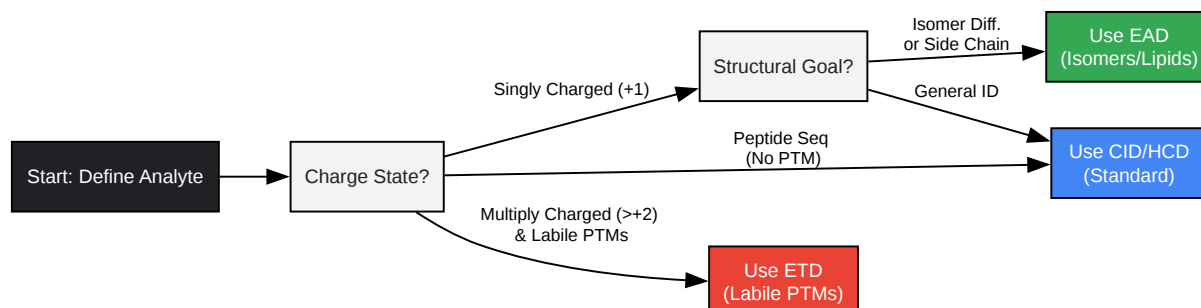 Start: Define Analyte
Charge State?
Singly Charged (+1)
Structural Goal?
Isomer Diff.
or Side Chain
Use EAD
(Isomers/Lipids)
General ID
Peptide Seq
(No PTM)
Use CID/HCD
(Standard)
Multiply Charged (>+2)
& Labile PTMs
Use ETD
(Labile PTMs)